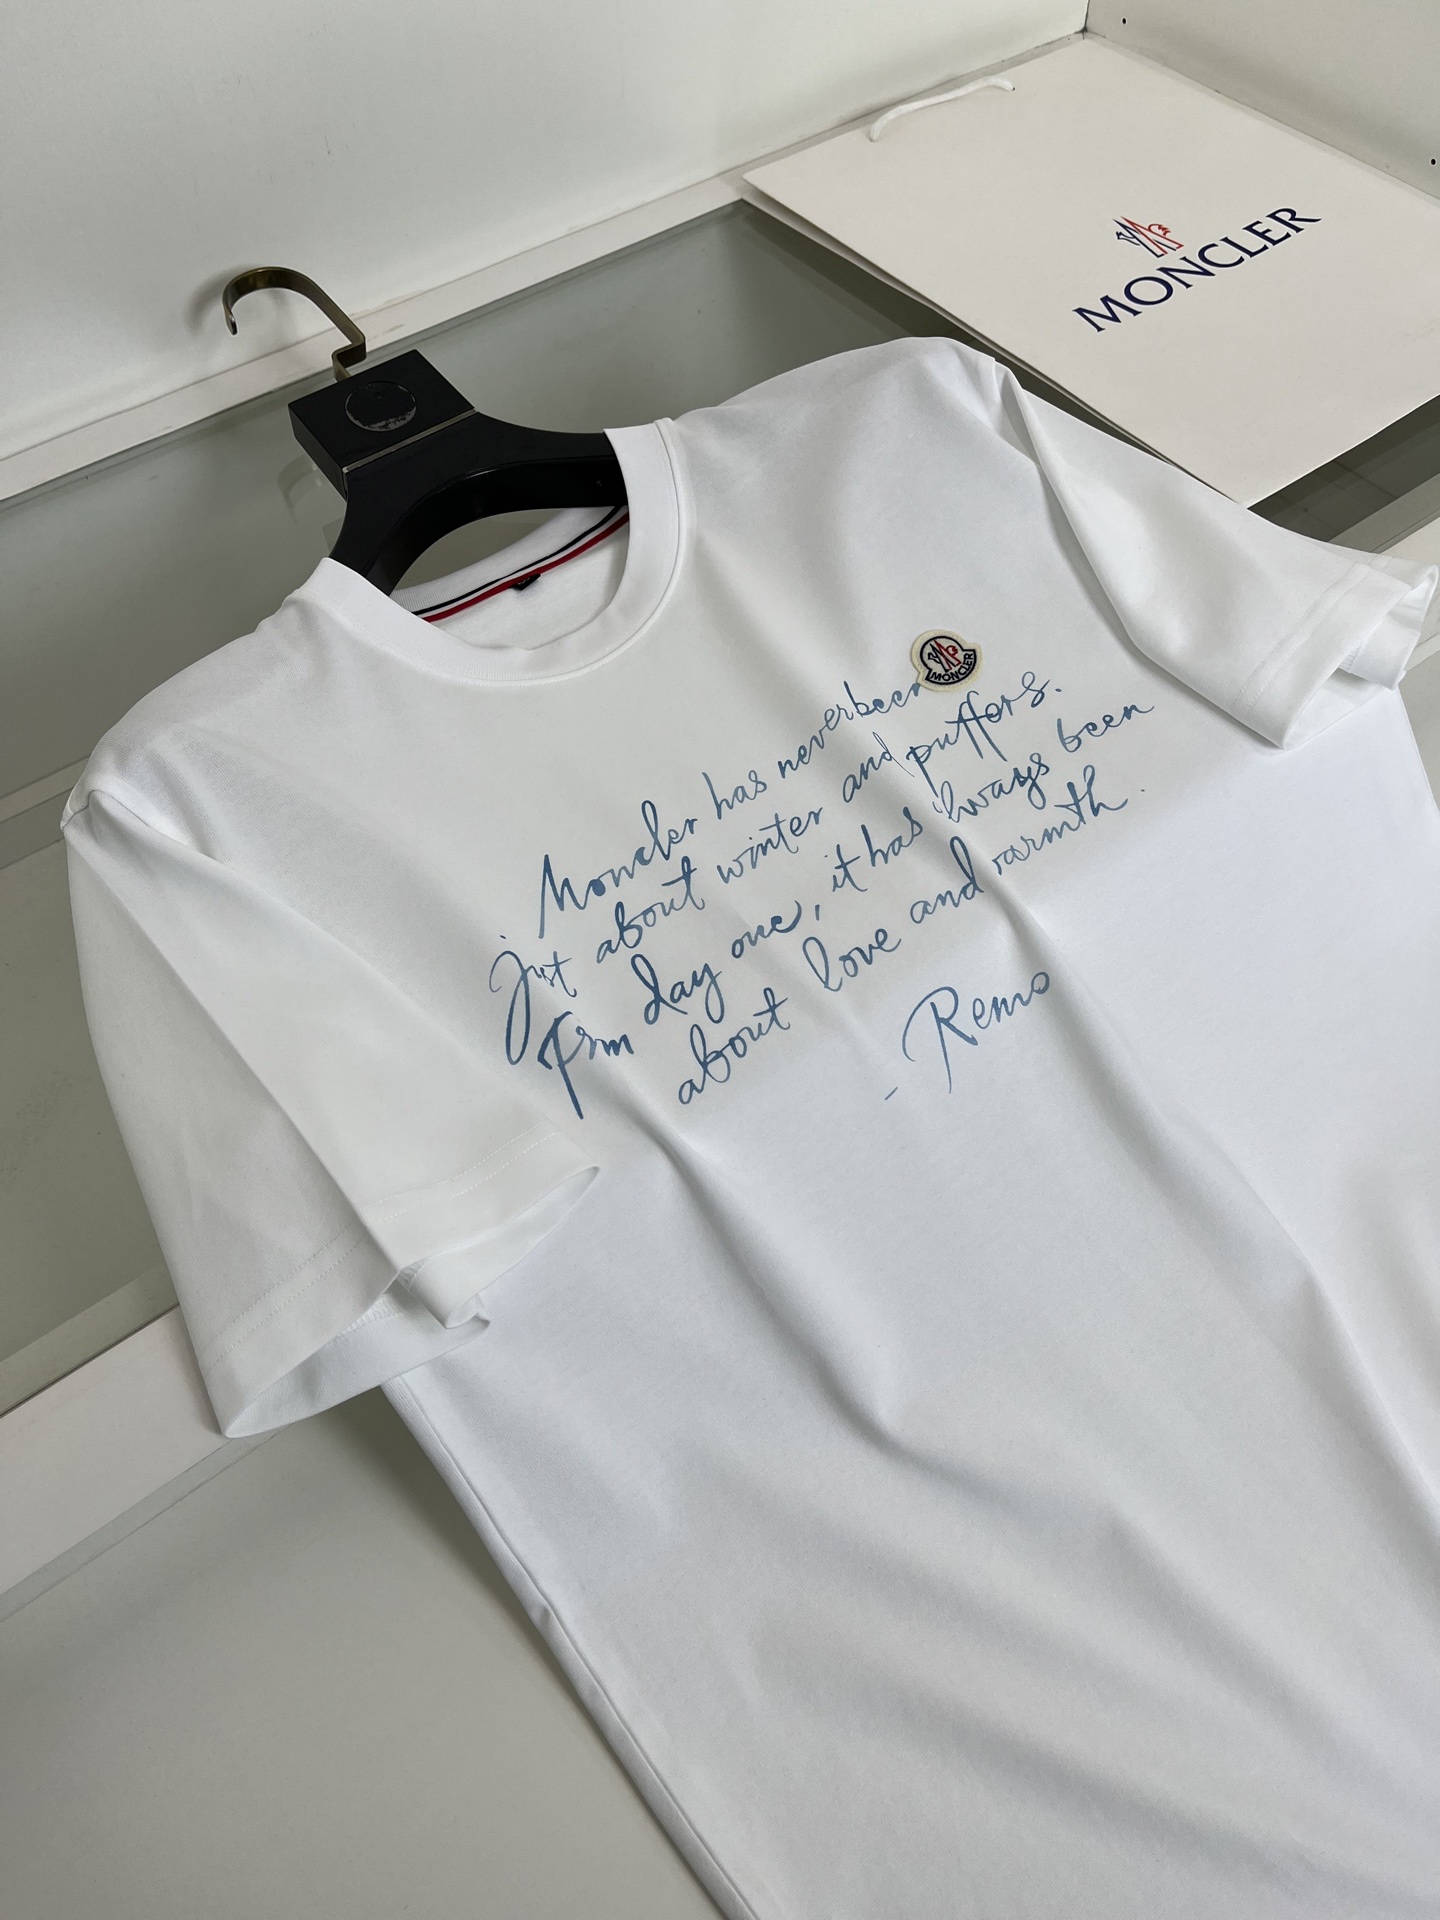 MONCLER
MONCLER
Moncler has never been
just about winter and puffers.
From day one, it has always been
about love and warmth.
- Remo